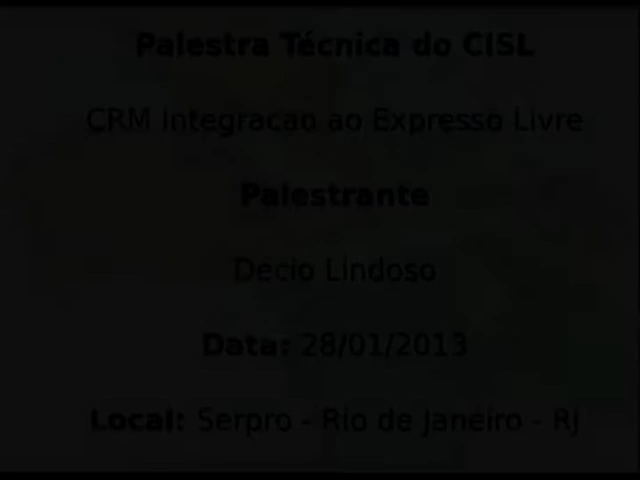 Palestra Técnica do CISL
CRM Integracao ao Expresso Livre
Palestrante
Decio Lindoso
Data: 28/01/2013
Local: Serpro - Rio de Janeiro - RJ